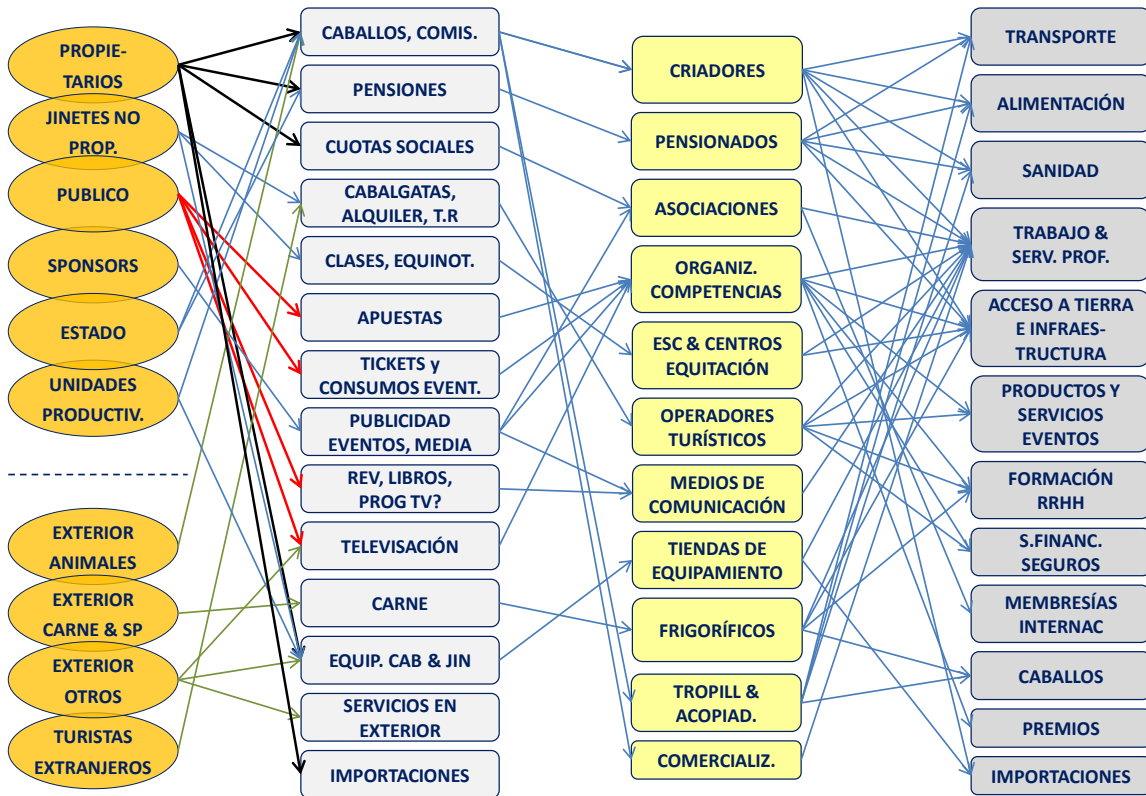 PROPIE-
TARIOS
JINETES NO
PROP.
PUBLICO
SPONSORS
ESTADO
UNIDADES
PRODUCTIV.
EXTERIOR
ANIMALES
EXTERIOR
CARNE & SP
EXTERIOR
OTROS
TURISTAS
EXTRANJEROS
CABALLOS, COMIS.
PENSIONES
CUOTAS SOCIALES
CABALGATAS,
ALQUILER, T.R
CLASES, EQUINOT.
APUESTAS
TICKETS y
CONSUMOS EVENT.
PUBLICIDAD
EVENTOS, MEDIA
REV, LIBROS,
PROG TV?
TELEVISACIÓN
CARNE
EQUIP. CAB & JIN
SERVICIOS EN
EXTERIOR
IMPORTACIONES
CRIADORES
PENSIONADOS
ASOCIACIONES
ORGANIZ.
COMPETENCIAS
ESC & CENTROS
EQUITACIÓN
OPERADORES
TURÍSTICOS
MEDIOS DE
COMUNICACIÓN
TIENDAS DE
EQUIPAMIENTO
FRIGORÍFICOS
TROPILL &
ACOPIAD.
COMERCIALIZ.
TRANSPORTE
ALIMENTACIÓN
SANIDAD
TRABAJO &
SERV. PROF.
ACCESO A TIERRA
E INFRAES-
TRUCTURA
PRODUCTOS Y
SERVICIOS
EVENTOS
FORMACIÓN
RRHH
S.FINANC.
SEGUROS
MEMBRESÍAS
INTERNAC
CABALLOS
PREMIOS
IMPORTACIONES